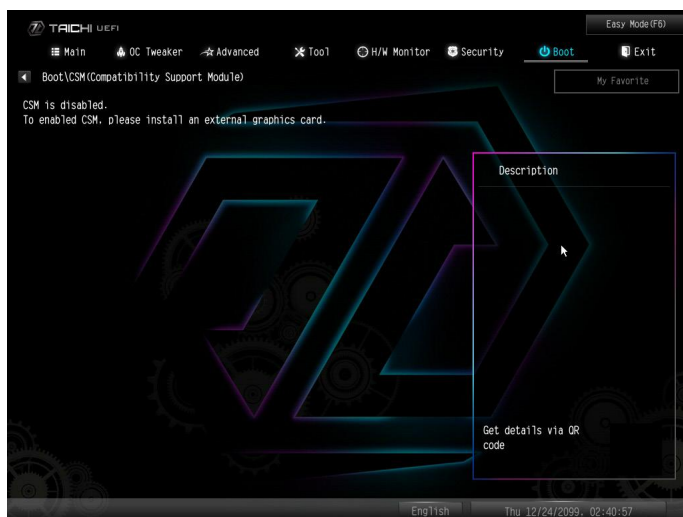 TAICHI UEFI
Easy Mode(F6)
Main OC Tweaker Advanced Tool H/W Monitor Security Boot Exit
Boot\CSM(Compatibility Support Module)
My Favorite
CSM is disabled.
To enabled CSM, please install an external graphics card.
Description
Get details via QR
code
English Thu 12/24/2099, 02:40:57